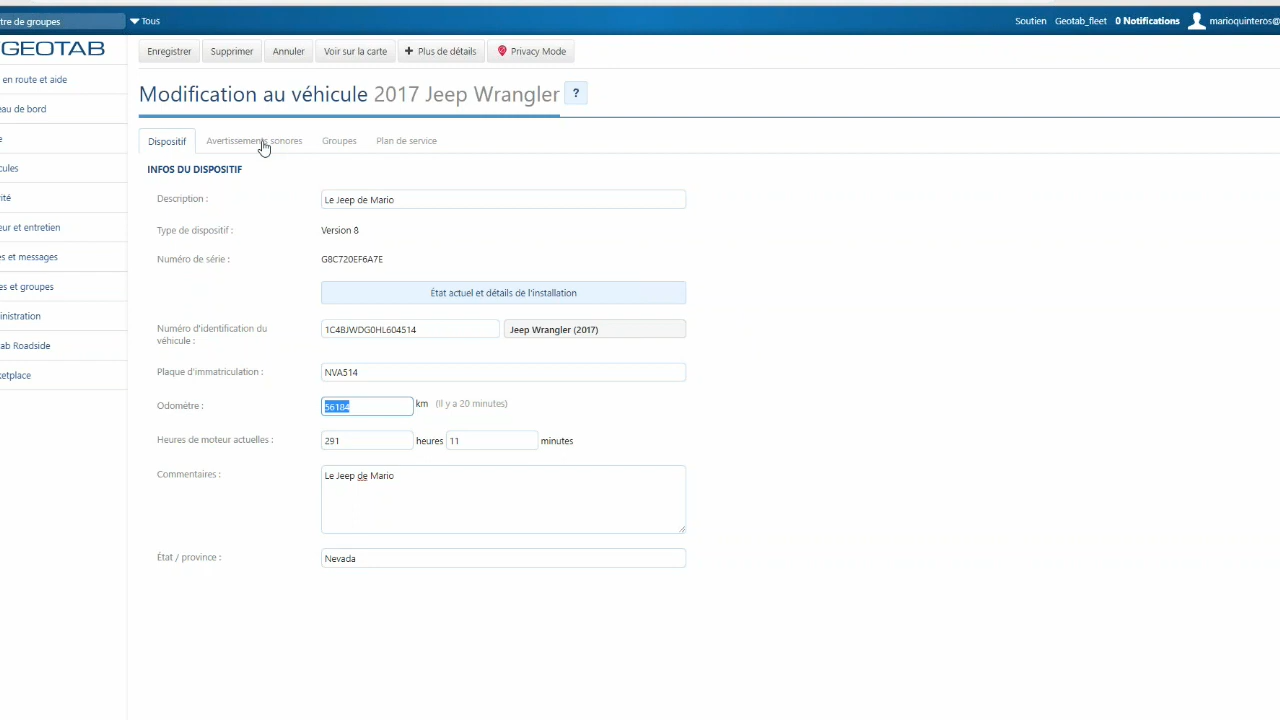 tre de groupes
Tous
Soutien
Geotab_fleet
0 Notifications
marioquinteros@
GEOTAB
Enregistrer
Supprimer
Annuler
Voir sur la carte
+ Plus de détails
Privacy Mode
en route et aide
eau de bord
e
cules
ité
eur et entretien
es et messages
es et groupes
inistration
ab Roadside
etplace
Modification au véhicule 2017 Jeep Wrangler
?
Dispositif
Avertissements sonores
Groupes
Plan de service
INFOS DU DISPOSITIF
Description :
Le Jeep de Mario
Type de dispositif :
Version 8
Numéro de série :
G8C720EF6A7E
État actuel et détails de l'installation
Numéro d'identification du
véhicule :
1C4BJWDG0HL604514
Jeep Wrangler (2017)
Plaque d'immatriculation :
NVA514
Odomètre :
56184
km
(Il y a 20 minutes)
Heures de moteur actuelles :
291
heures
11
minutes
Commentaires :
Le Jeep de Mario
État / province :
Nevada